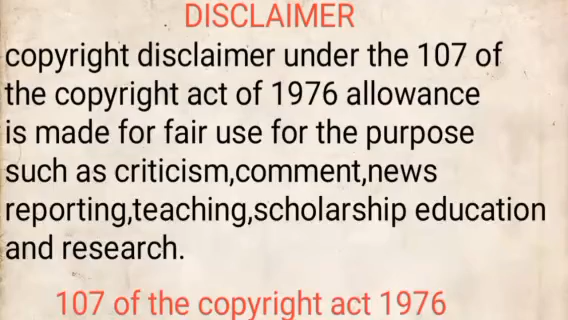 DISCLAIMER
copyright disclaimer under the 107 of
the copyright act of 1976 allowance
is made for fair use for the purpose
such as criticism,comment,news
reporting,teaching,scholarship education
and research.
107 of the copyright act 1976